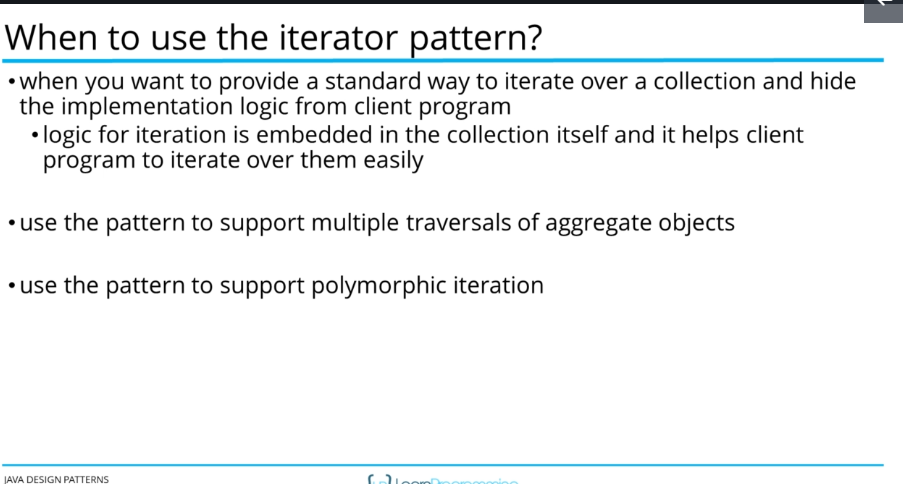 When to use the iterator pattern?
•when you want to provide a standard way to iterate over a collection and hide
the implementation logic from client program
•logic for iteration is embedded in the collection itself and it helps client
program to iterate over them easily
•use the pattern to support multiple traversals of aggregate objects
•use the pattern to support polymorphic iteration
JAVA DESIGN PATTERNS